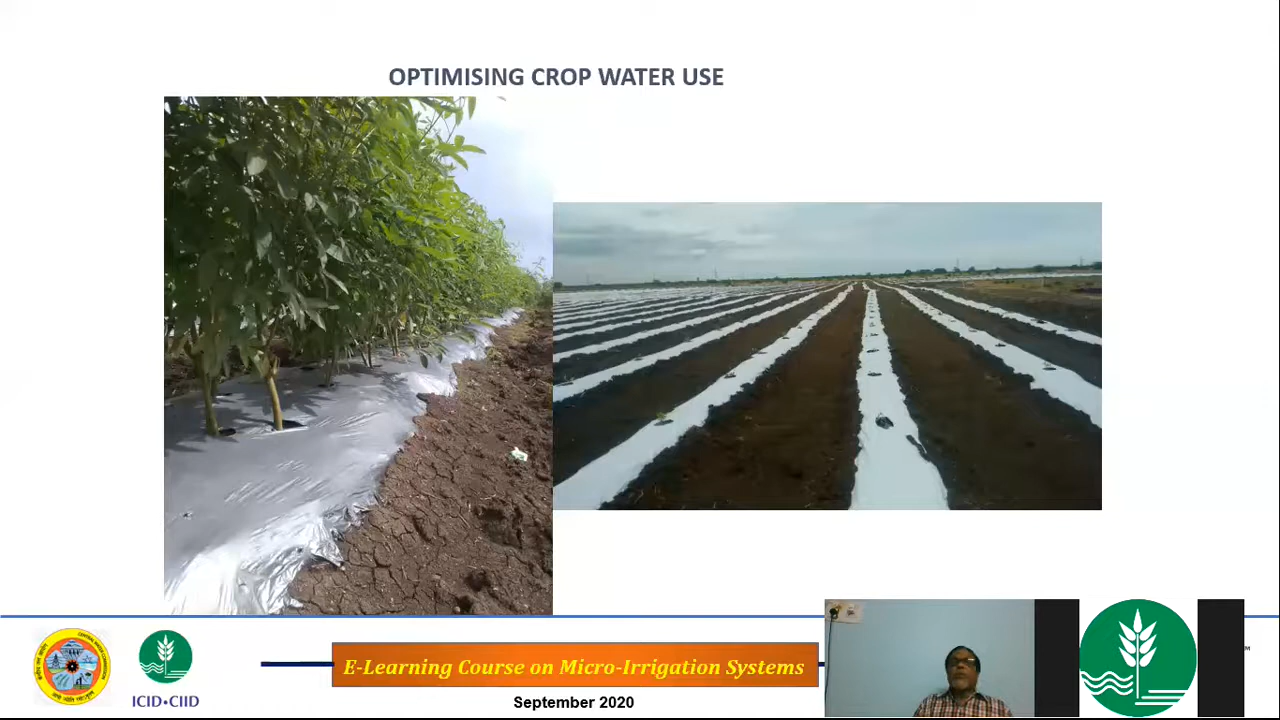 OPTIMISING CROP WATER USE
E-Learning Course on Micro-Irrigation Systems
ICID•CIID
September 2020